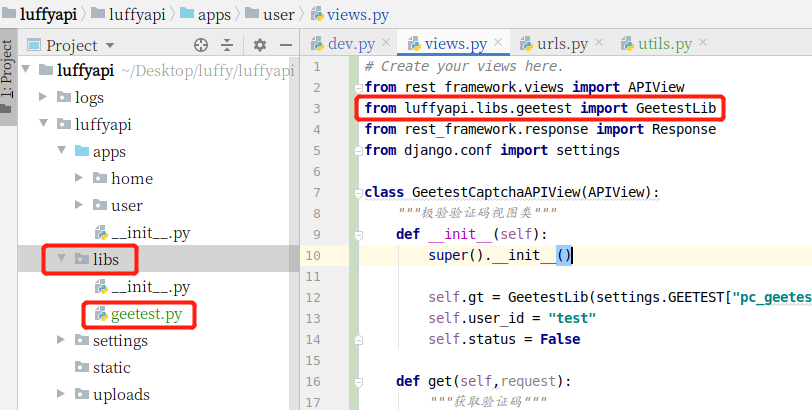 luffyapi luffyapi apps user views.py
1: Project
Project
dev.py views.py urls.py utils.py
luffyapi ~/Desktop/luffy/luffyapi
logs
luffyapi
apps
home
user
__init__.py
libs
__init__.py
geetest.py
settings
static
uploads
1 # Create your views here.
2 from rest_framework.views import APIView
3 from luffyapi.libs.geetest import GeetestLib
4 from rest_framework.response import Response
5 from django.conf import settings
6
7 class GeetestCaptchaAPIView(APIView):
8 """极验验证码视图类"""
9 def __init__(self):
10 super().__init__()
11
12 self.gt = GeetestLib(settings.GEETEST["pc_geetes
13 self.user_id = "test"
14 self.status = False
15
16 def get(self,request):
17 """获取验证码"""